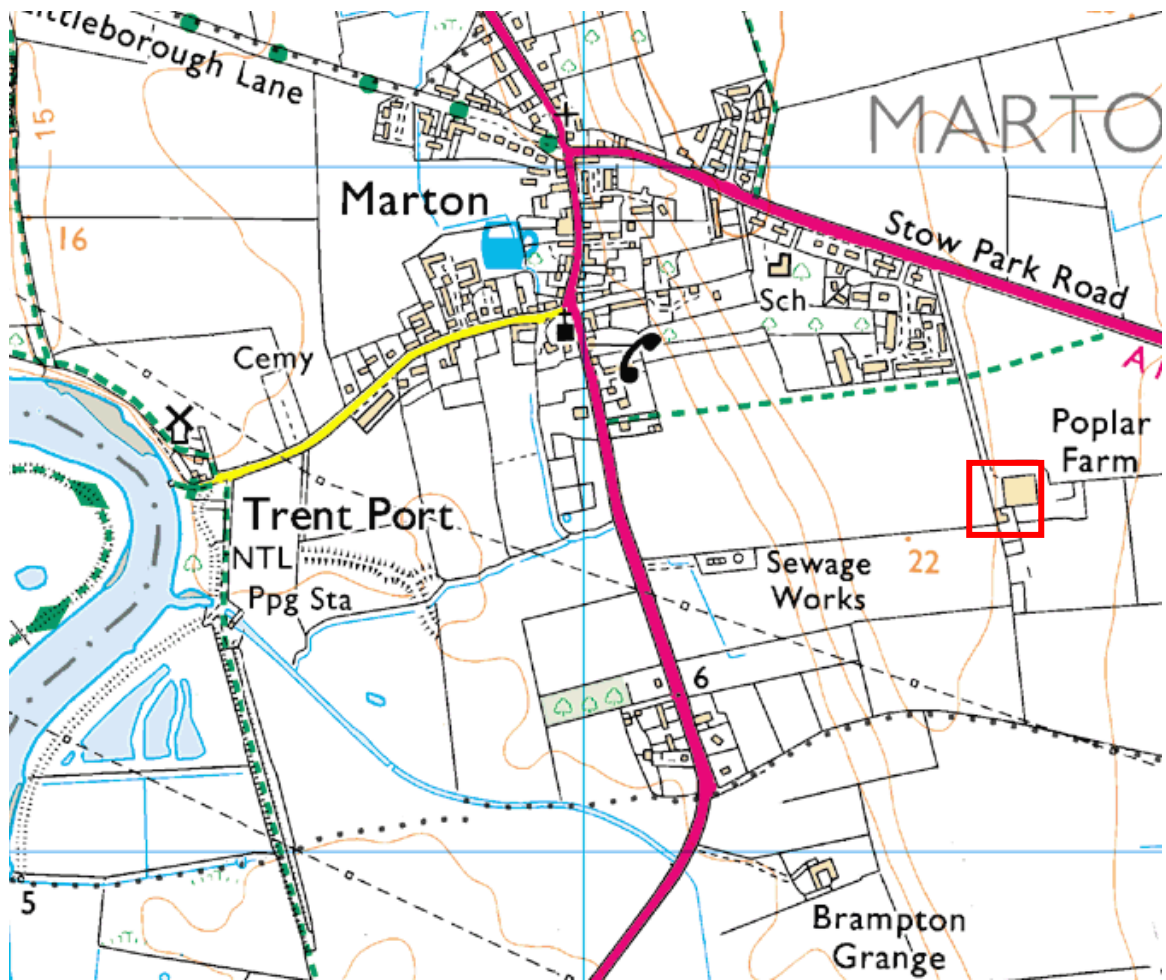 ittleborough Lane
15
MARTO
Marton
16
Stow Park Road
Sch
Cemy
A
Poplar
Farm
Trent Port
NTL
Ppg Sta
22
Sewage
Works
6
5
Brampton
Grange